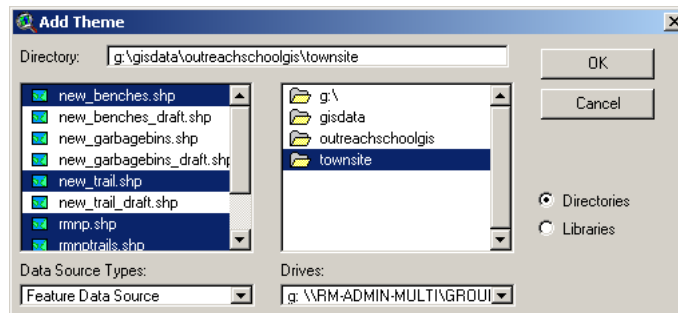 Add Theme
Directory: g:\gisdata\outreachschoolgis\townsite
OK
Cancel
new_benches.shp
new_benches_draft.shp
new_garbagebins.shp
new_garbagebins_draft.shp
new_trail.shp
new_trail_draft.shp
rmnp.shp
rmnptrails.shp
g:\
gisdata
outreachschoolgis
townsite
Directories
Libraries
Data Source Types:
Feature Data Source
Drives:
g: \\RM-ADMIN-MULTI\GROUI